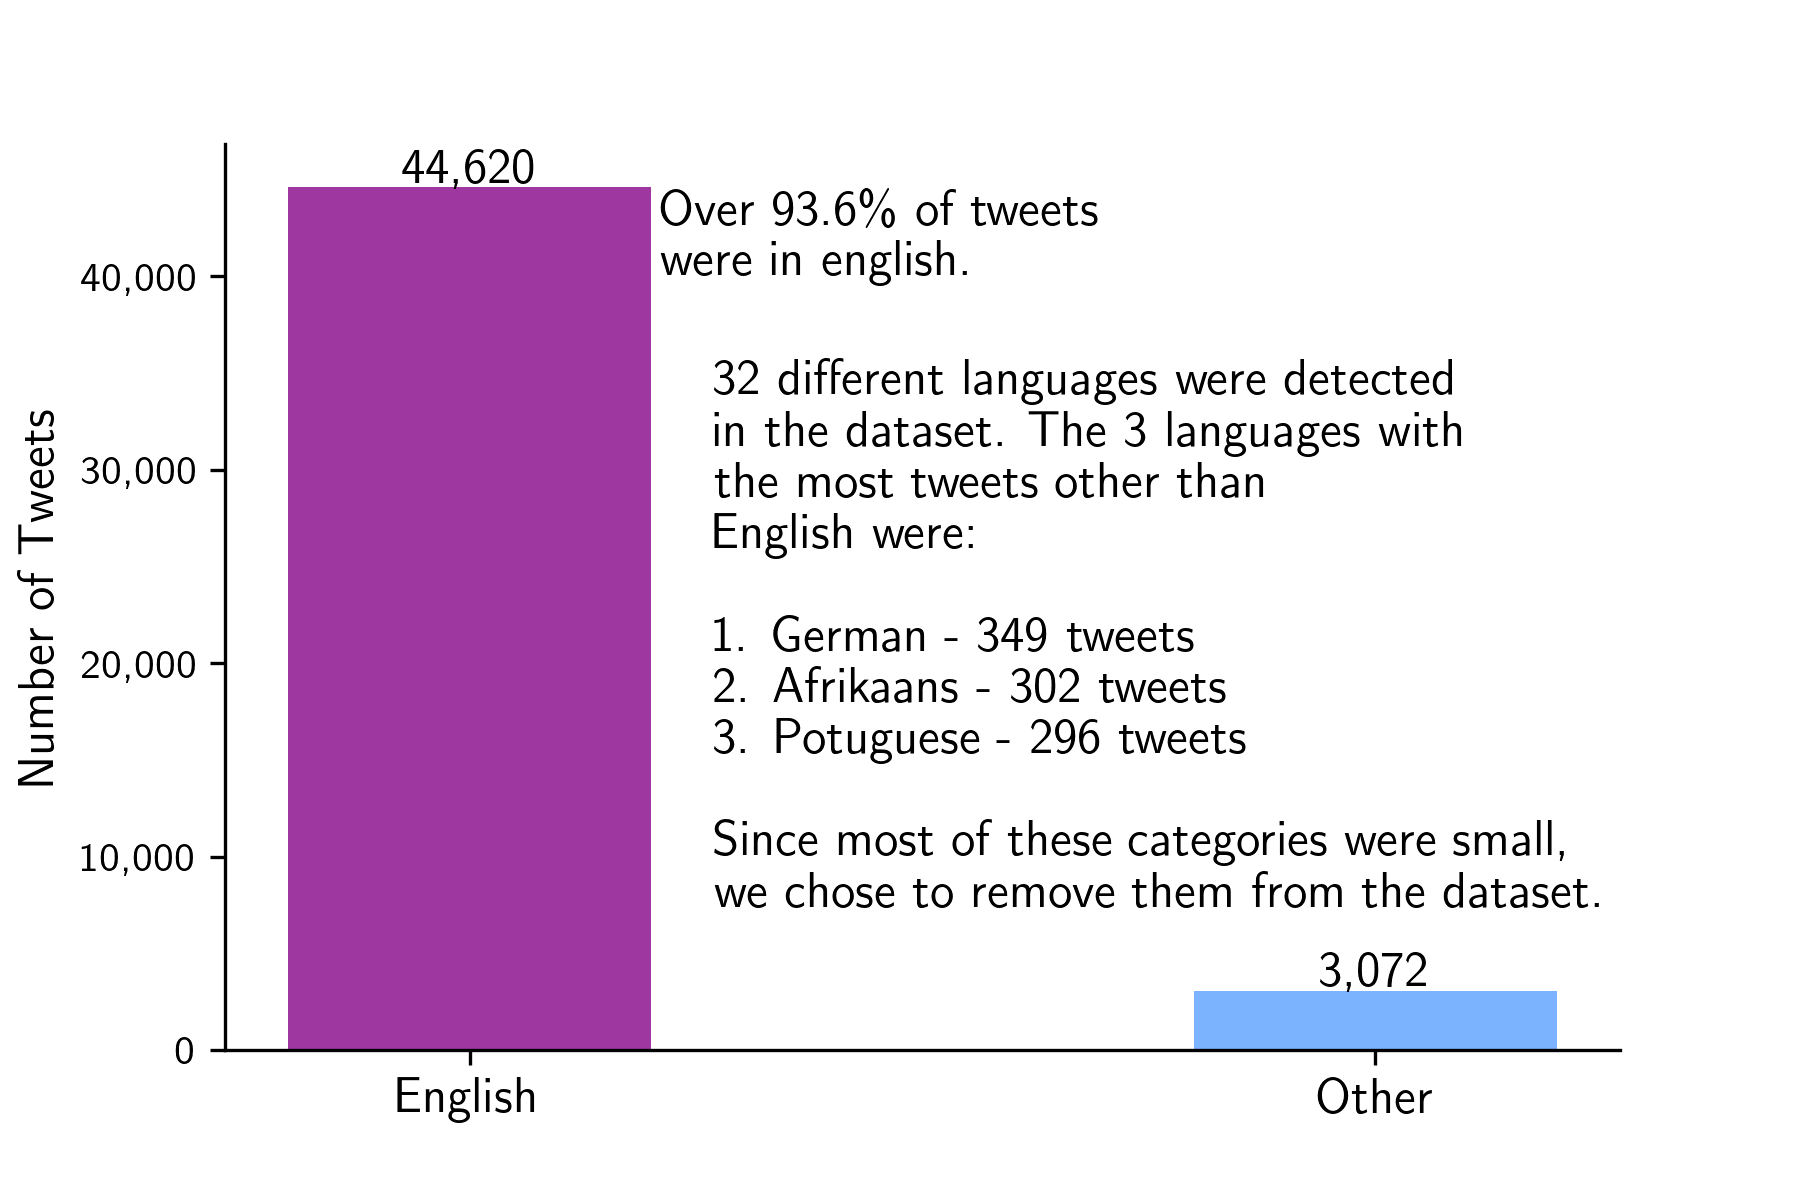 44,620
Over 93.6% of tweets
were in english.
40,000
32 different languages were detected
in the dataset. The 3 languages with
the most tweets other than
English were:
30,000
1. German - 349 tweets
2. Afrikaans - 302 tweets
3. Potuguese - 296 tweets
20,000
Since most of these categories were small,
we chose to remove them from the dataset.
10,000
3,072
0
Number of Tweets
English
Other